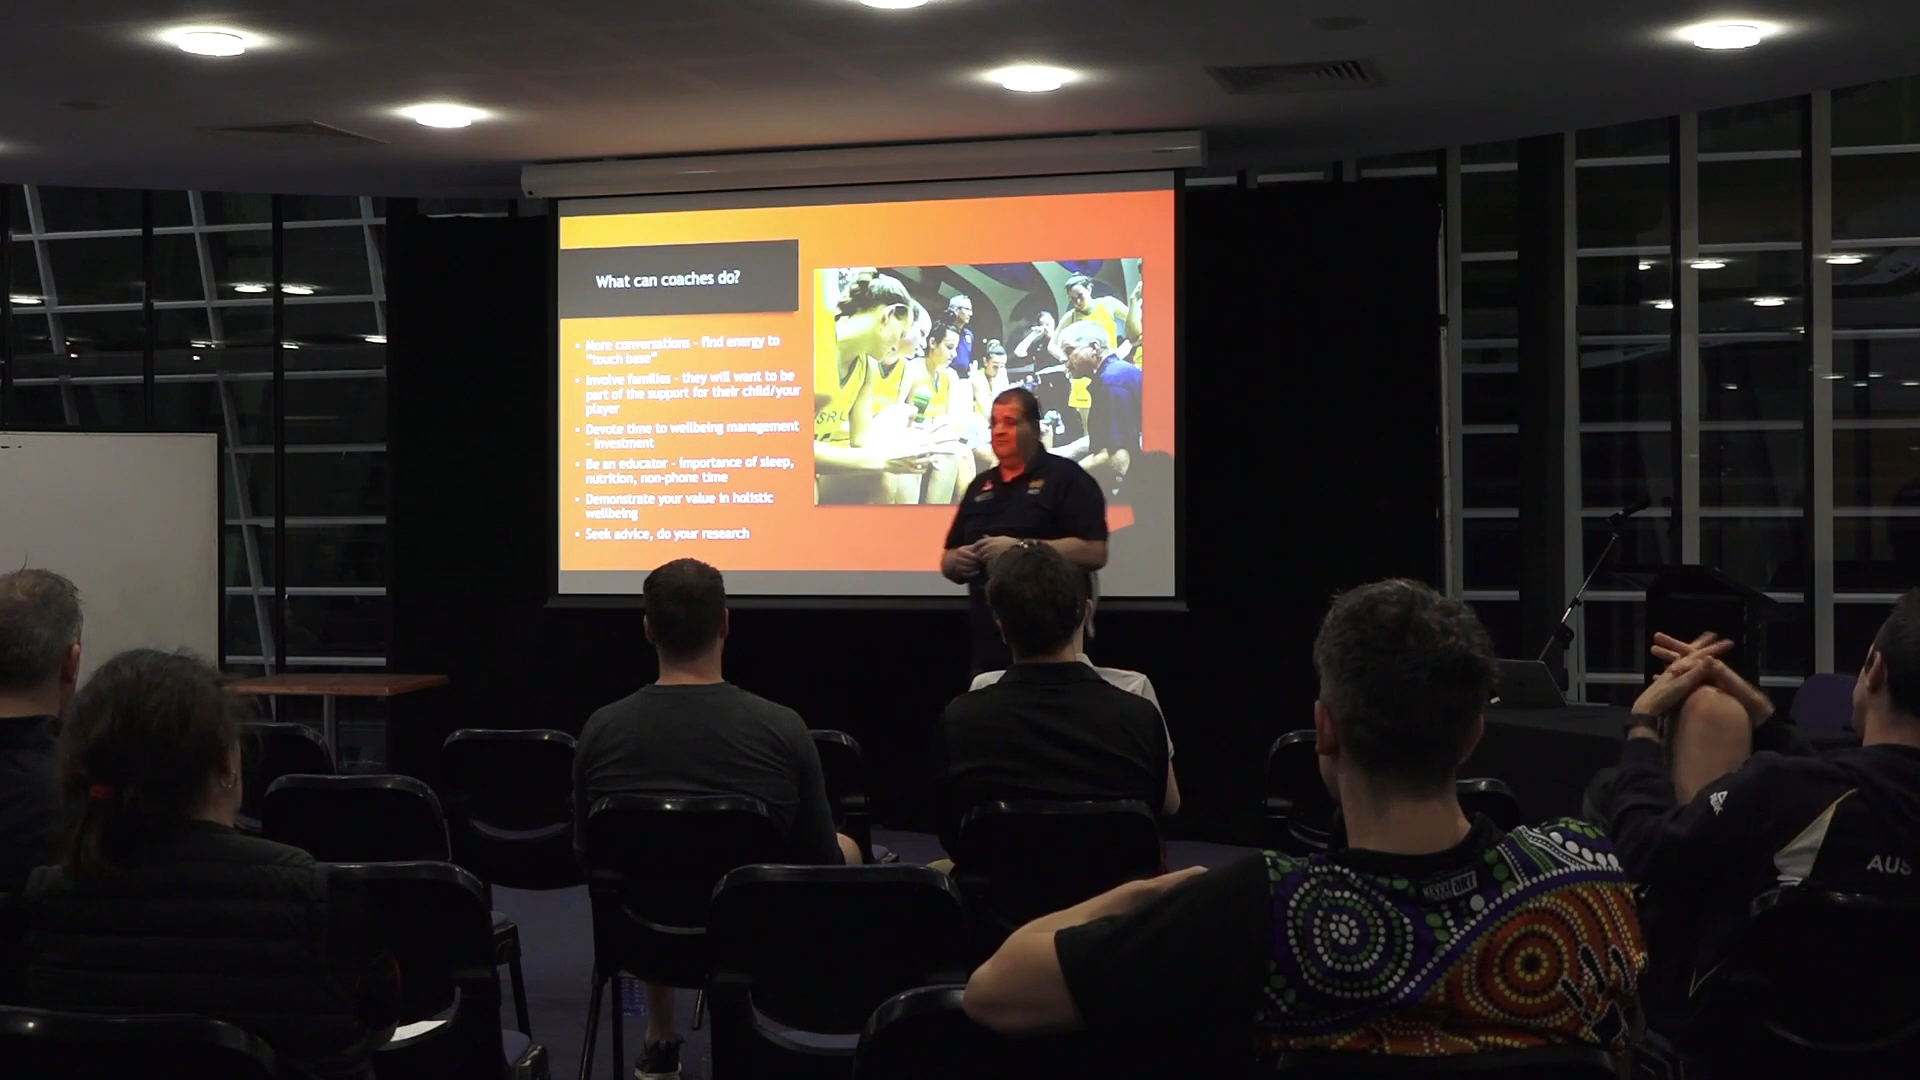 What can coaches do?
• More conversations - find energy to
"touch base"
• Involve families - they will want to be
part of the support for their child/your
player
• Devote time to wellbeing management
- investment
• Be an educator - importance of sleep,
nutrition, non-phone time
• Demonstrate your value in holistic
wellbeing
• Seek advice, do your research
AUS